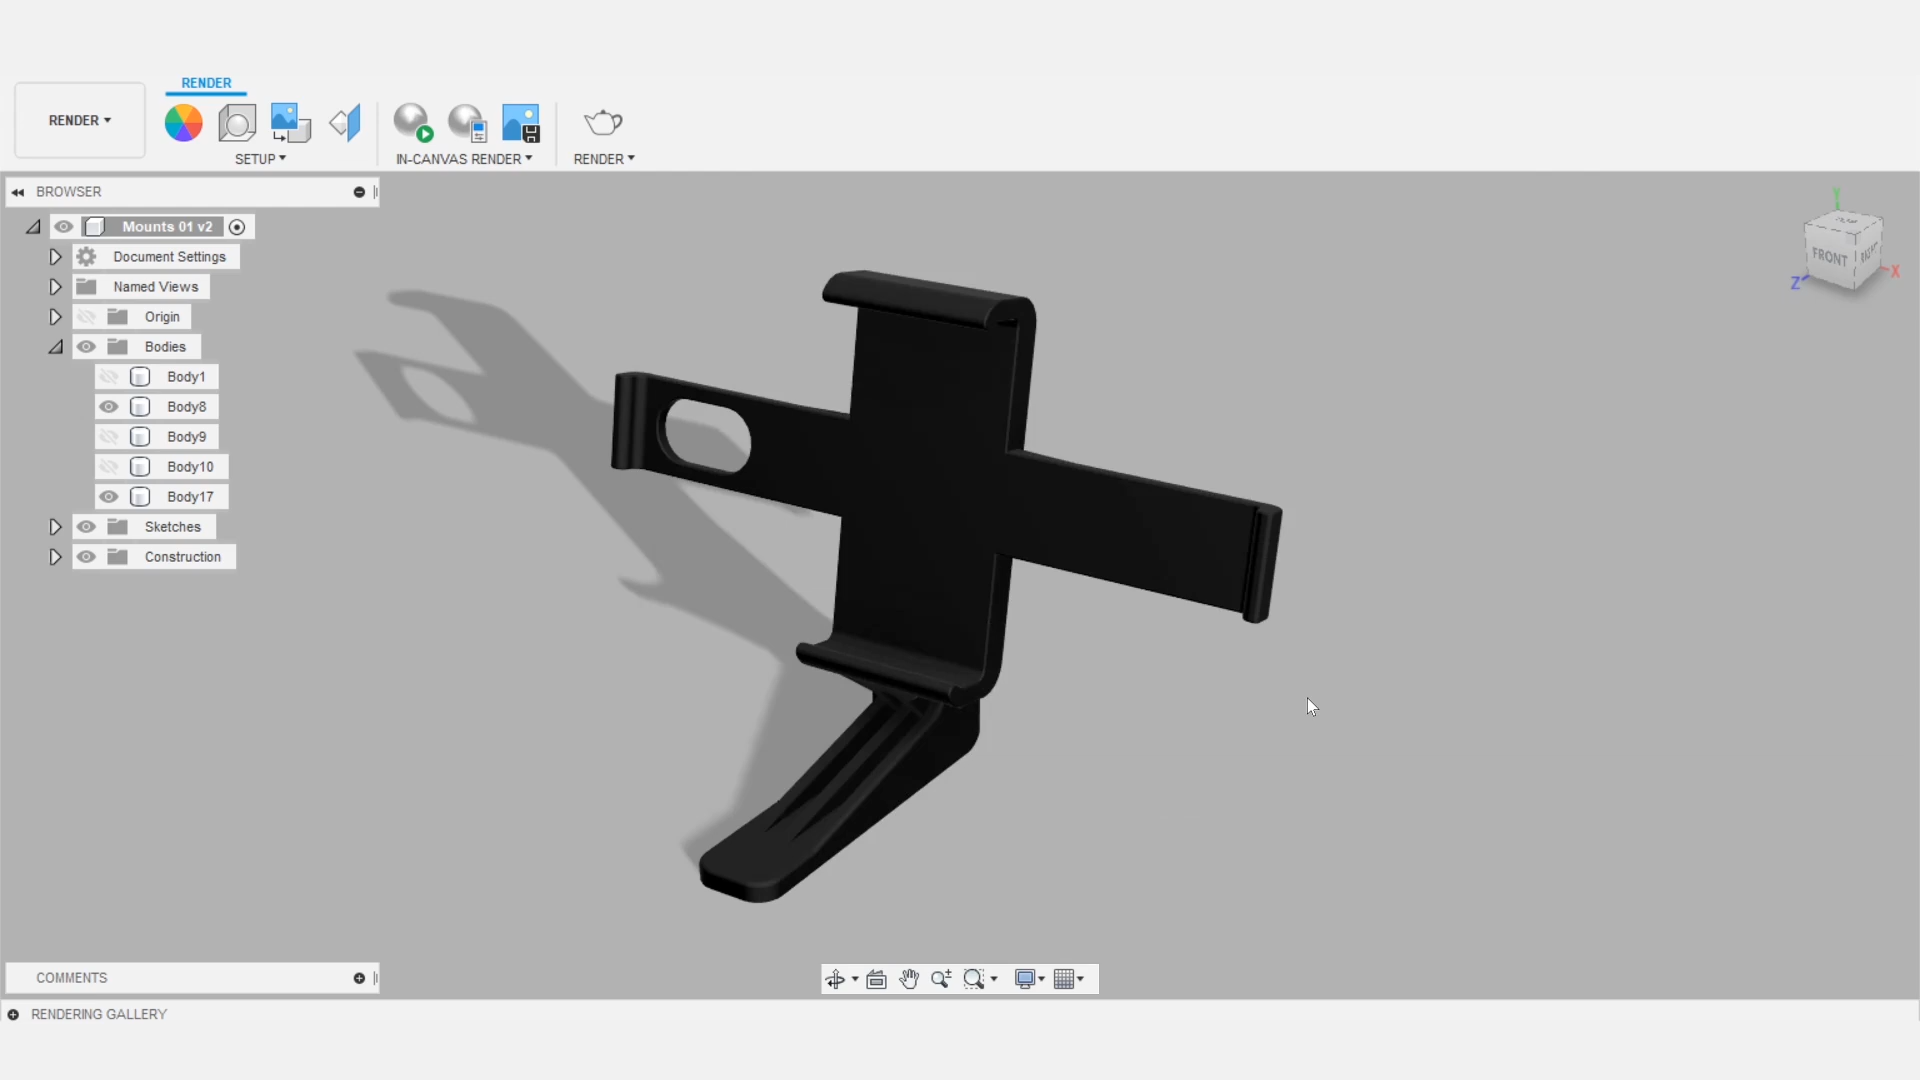 RENDER
RENDER
SETUP
IN-CANVAS RENDER
RENDER
BROWSER
Mounts 01 v2
Document Settings
Named Views
Origin
Bodies
Body1
Body8
Body9
Body10
Body17
Sketches
Construction
Y
FRONT
RIGHT
X
Z
COMMENTS
RENDERING GALLERY